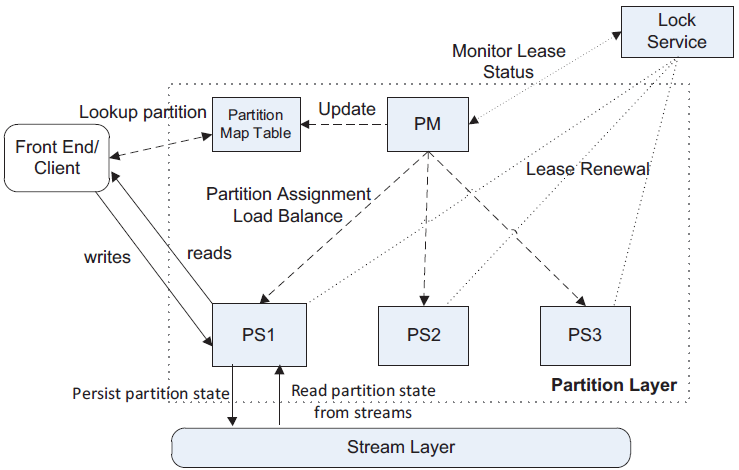 Lock
Service
Monitor Lease
Status
Lookup partition
Partition
Map Table
Update
PM
Front End/
Client
Partition Assignment
Load Balance
Lease Renewal
writes
reads
PS1
PS2
PS3
Partition Layer
Persist partition state
Read partition state
from streams
Stream Layer